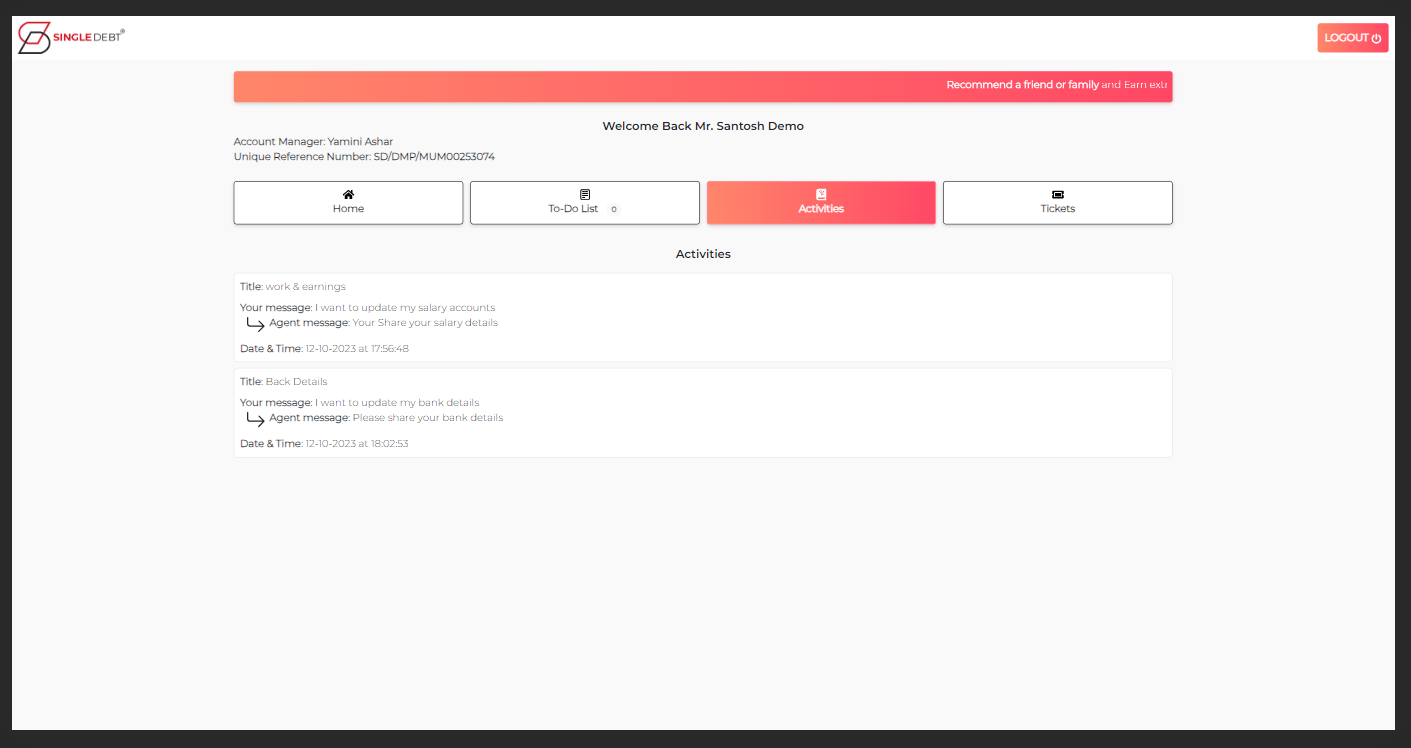 SINGLEDEBT®
LOGOUT
Recommend a friend or family and Earn extr
Welcome Back Mr. Santosh Demo
Account Manager: Yamini Ashar
Unique Reference Number: SD/DMP/MUM00253074
Home
To-Do List 0
Activities
Tickets
Activities
Title: work & earnings
Your message: I want to update my salary accounts
Agent message: Your Share your salary details
Date & Time: 12-10-2023 at 17:56:48
Title: Back Details
Your message: I want to update my bank details
Agent message: Please share your bank details
Date & Time: 12-10-2023 at 18:02:53